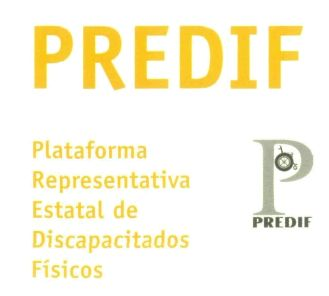 PREDIF
Plataforma
Representativa
Estatal de
Discapacitados
Físicos
P
PREDIF